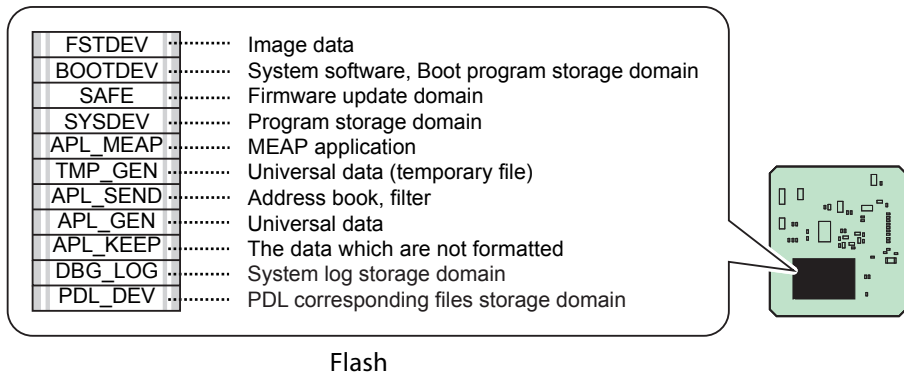 FSTDEV Image data
BOOTDEV System software, Boot program storage domain
SAFE Firmware update domain
SYSDEV Program storage domain
APL_MEAP MEAP application
TMP_GEN Universal data (temporary file)
APL_SEND Address book, filter
APL_GEN Universal data
APL_KEEP The data which are not formatted
DBG_LOG System log storage domain
PDL_DEV PDL corresponding files storage domain
Flash